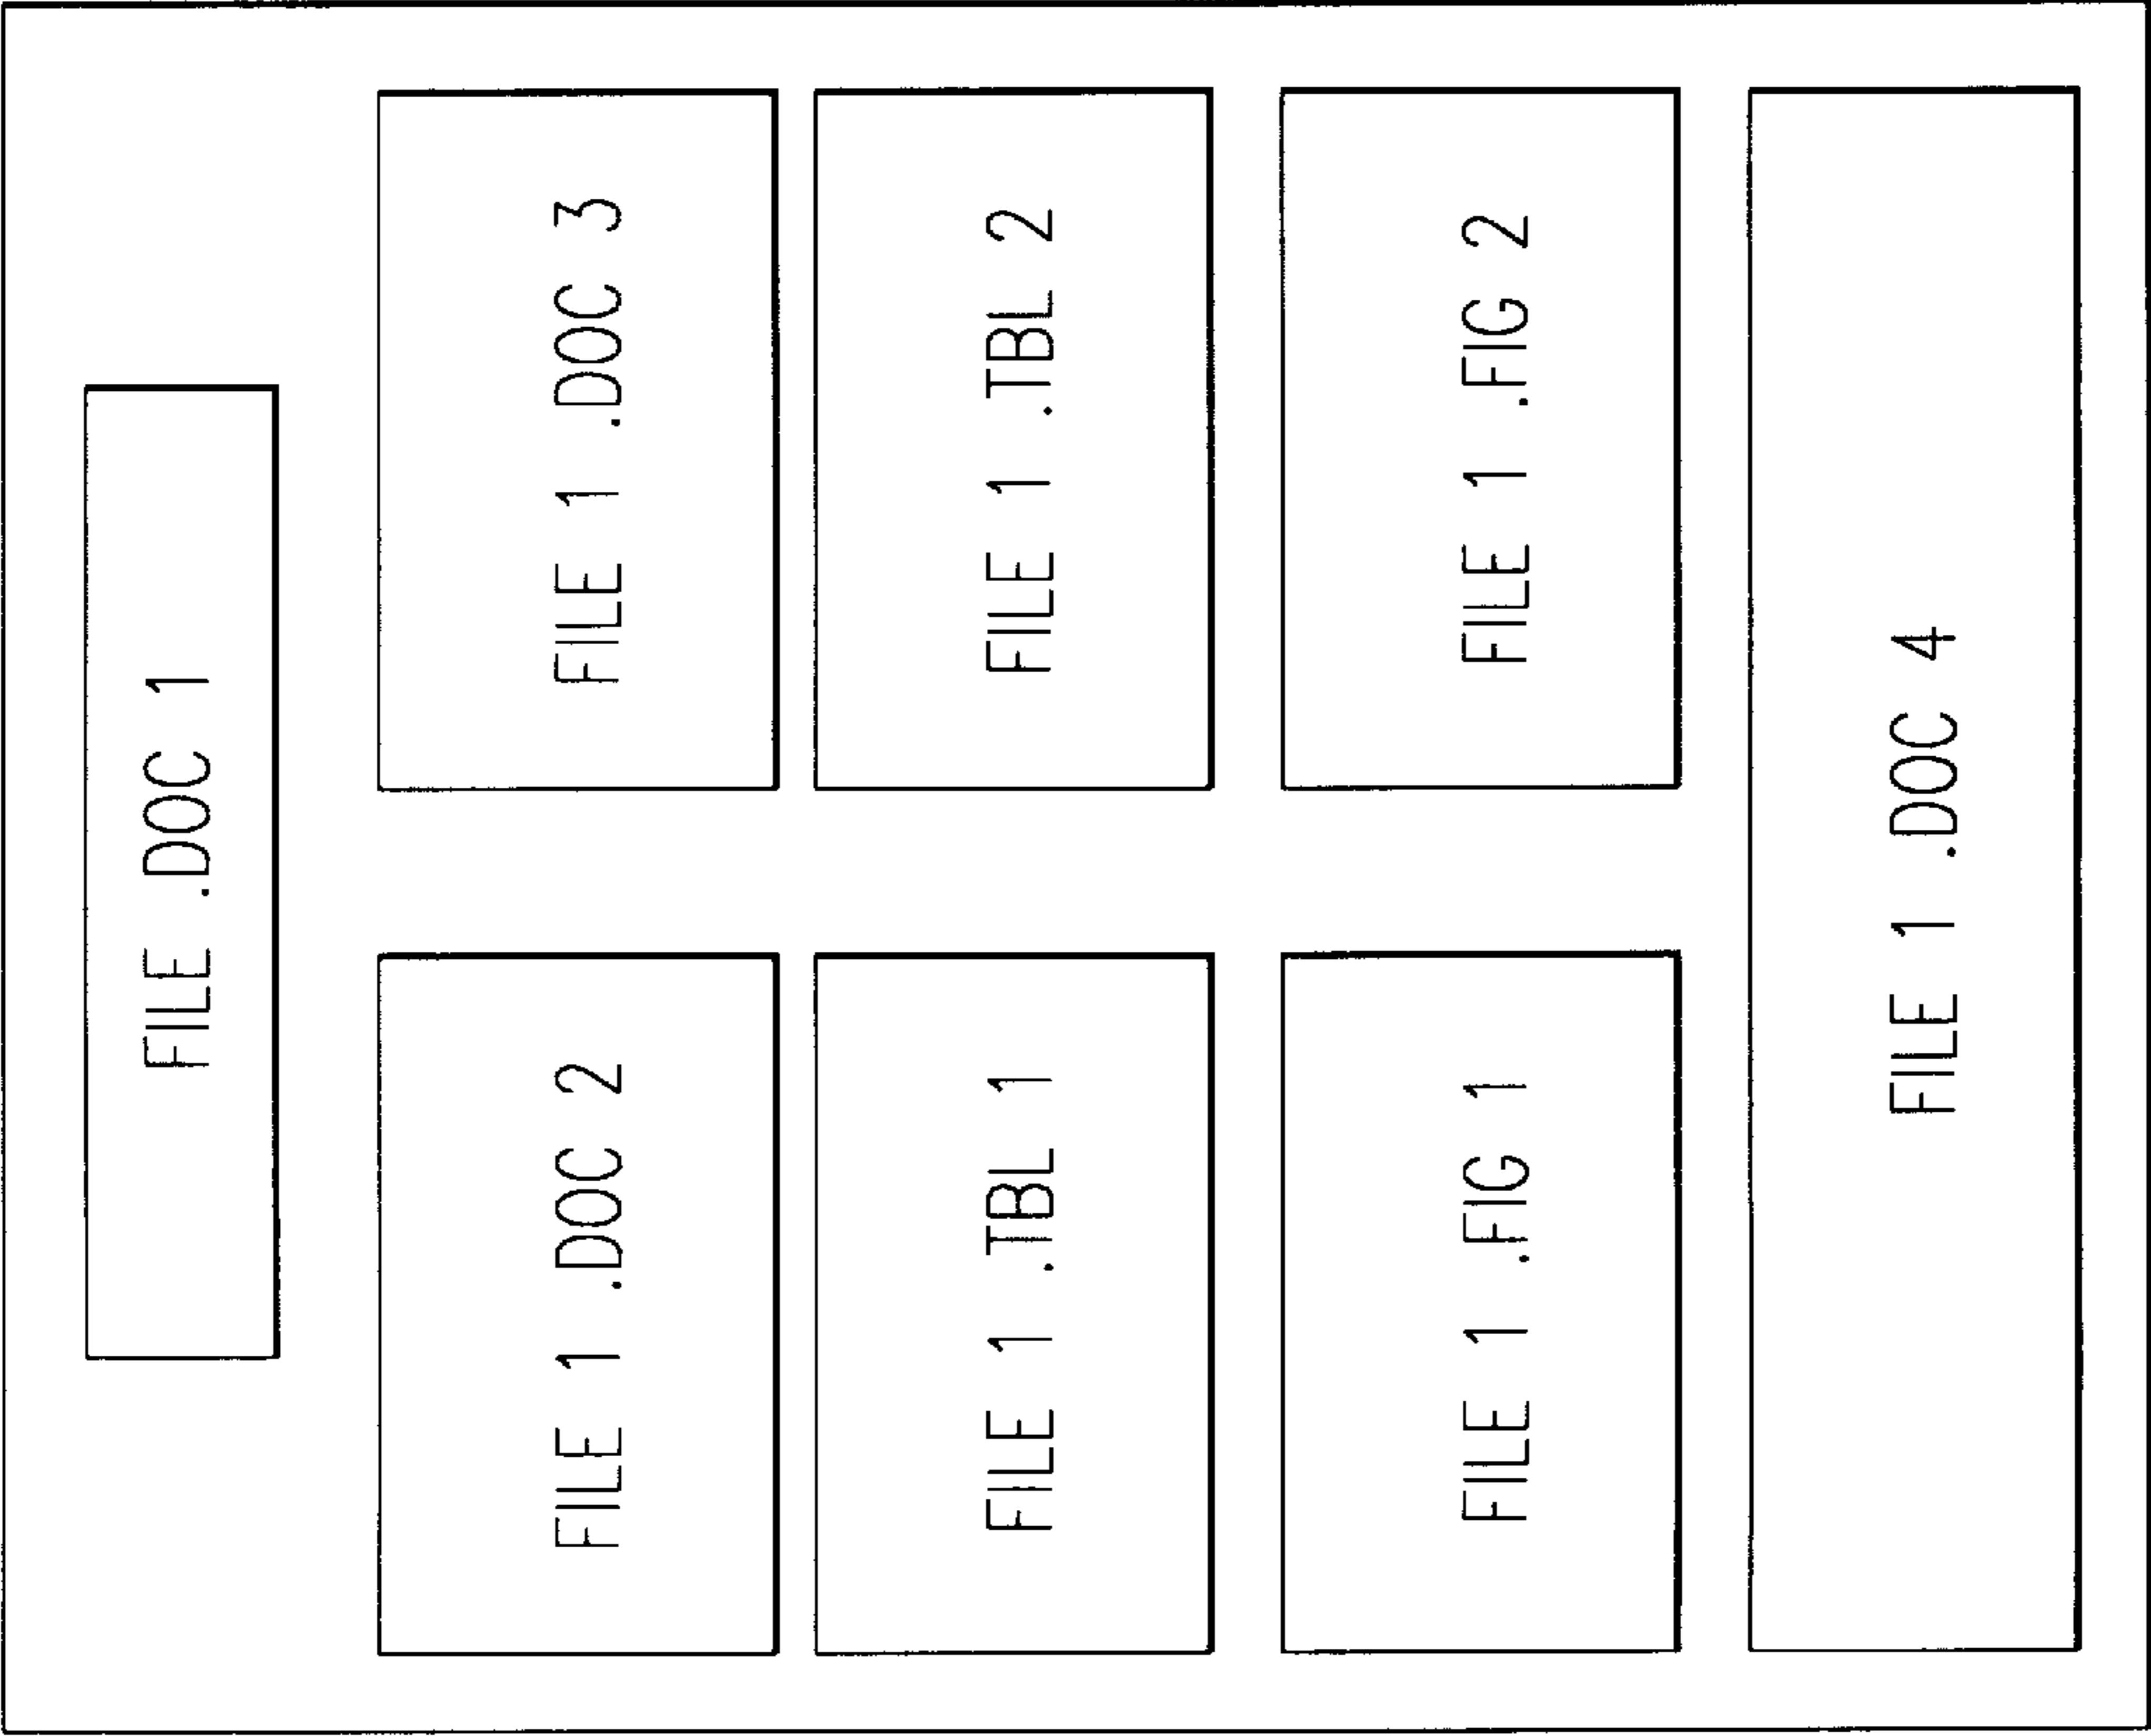 FILE .DOC 1
FILE 1 .DOC 2
FILE 1 .DOC 3
FILE 1 .TBL 1
FILE 1 .TBL 2
FILE 1 .FIG 1
FILE 1 .FIG 2
FILE 1 .DOC 4